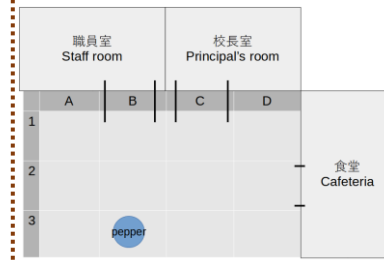 職員室
Staff room
校長室
Principal's room
A
B
C
D
1
2
3
pepper
食堂
Cafeteria